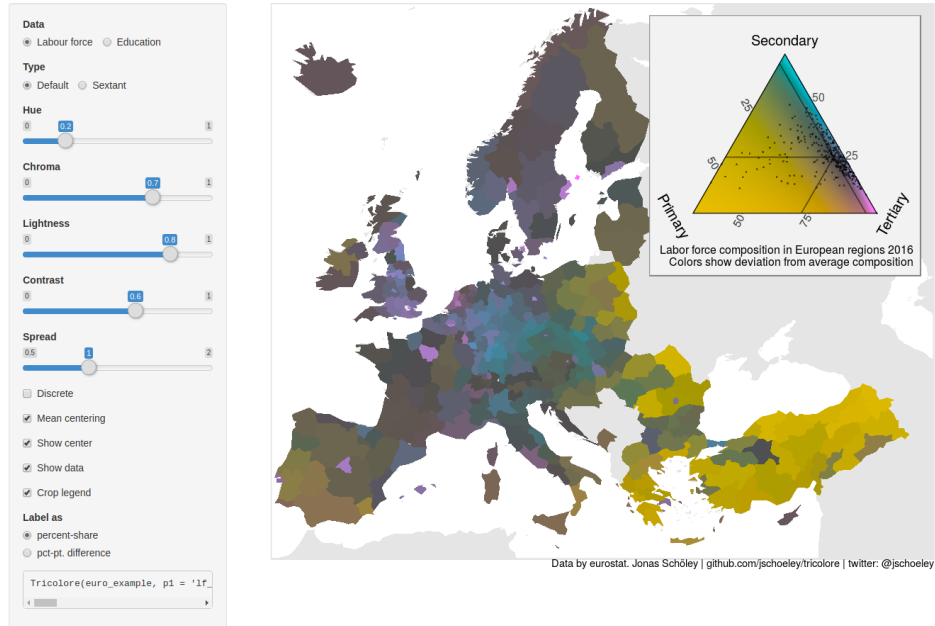 Data
Labour force Education
Type
Default Sextant
Hue
0 0.2 1
Chroma
0 0.7 1
Lightness
0 0.8 1
Contrast
0 0.6 1
Spread
0.5 1 2
Discrete
Mean centering
Show center
Show data
Crop legend
Label as
percent-share
pct-pt. difference
Tricolore(euro_example, p1 = 'lf_
Secondary
25
50
50
25
Primary
50
75
Tertiary
Labor force composition in European regions 2016
Colors show deviation from average composition
Data by eurostat. Jonas Schöley | github.com/jschoeley/tricolore | twitter: @jschoeley